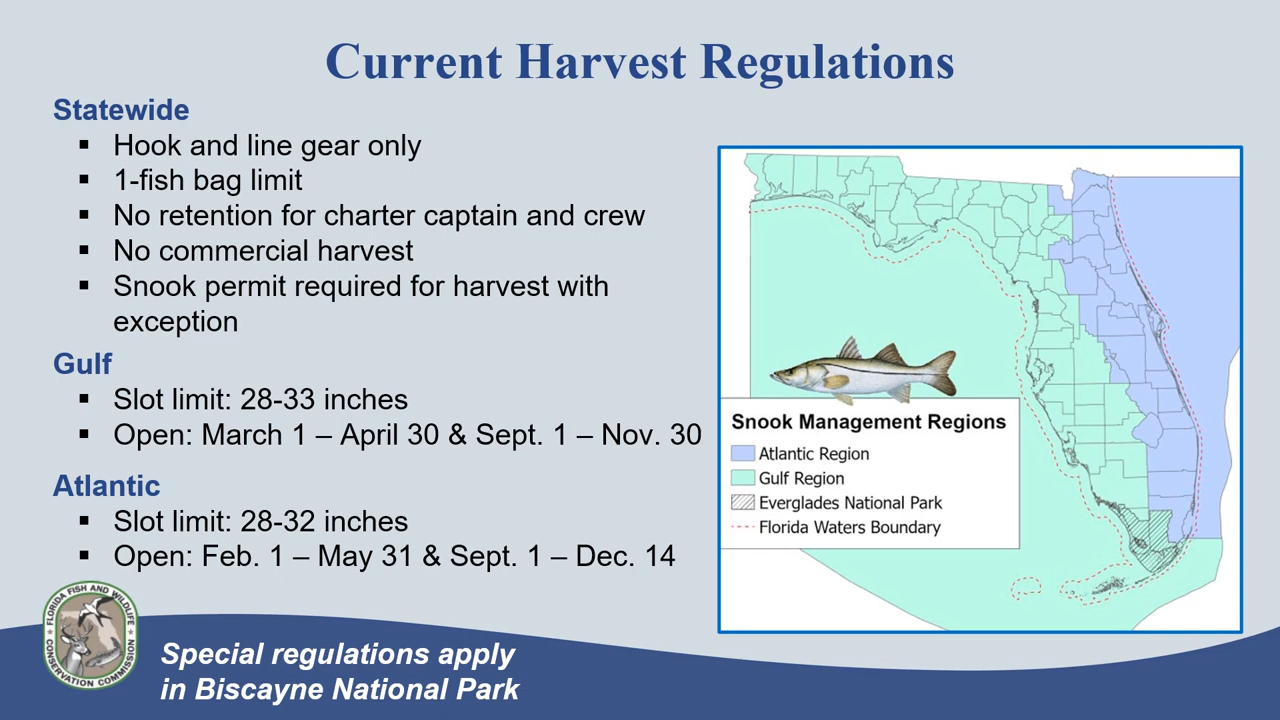 Current Harvest Regulations
Statewide
▪ Hook and line gear only
▪ 1-fish bag limit
▪ No retention for charter captain and crew
▪ No commercial harvest
▪ Snook permit required for harvest with
exception
Gulf
▪ Slot limit: 28-33 inches
▪ Open: March 1 – April 30 & Sept. 1 – Nov. 30
Atlantic
▪ Slot limit: 28-32 inches
▪ Open: Feb. 1 – May 31 & Sept. 1 – Dec. 14
Snook Management Regions
Atlantic Region
Gulf Region
Everglades National Park
Florida Waters Boundary
FLORIDA FISH AND WILDLIFE
CONSERVATION COMMISSION
Special regulations apply
in Biscayne National Park